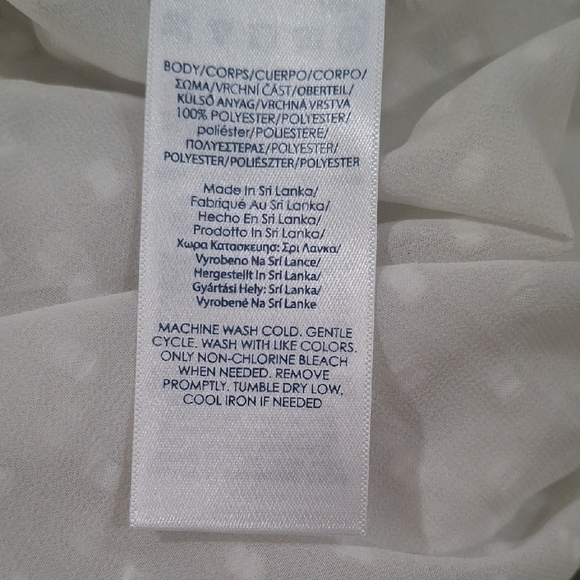 BODY/CORPS/CUERPO/CORPO/
ΣΩΜΑ/VRCHNÍ ČÁST/OBERTEIL/
KÜLSŐ ANYAG/VRCHNÁ VRSTVA
100% POLYESTER/POLYESTER/
poliéster/POLIESTERE/
ΠΟΛΥΕΣΤΕΡΑΣ/POLYESTER/
POLYESTER/POLIÉSZTER/POLYESTER
Made In Sri Lanka/
Fabriqué Au Sri Lanka/
Hecho En Sri Lanka/
Prodotto In Sri Lanka/
Χωρα Κατασκευησ: Σρι Λανκα/
Vyrobeno Na Srí Lance/
Hergestellt In Sri Lanka/
Gyártási Hely: Srí Lanka/
Vyrobené Na Srí Lanke
MACHINE WASH COLD. GENTLE
CYCLE. WASH WITH LIKE COLORS.
ONLY NON-CHLORINE BLEACH
WHEN NEEDED. REMOVE
PROMPTLY. TUMBLE DRY LOW,
COOL IRON IF NEEDED